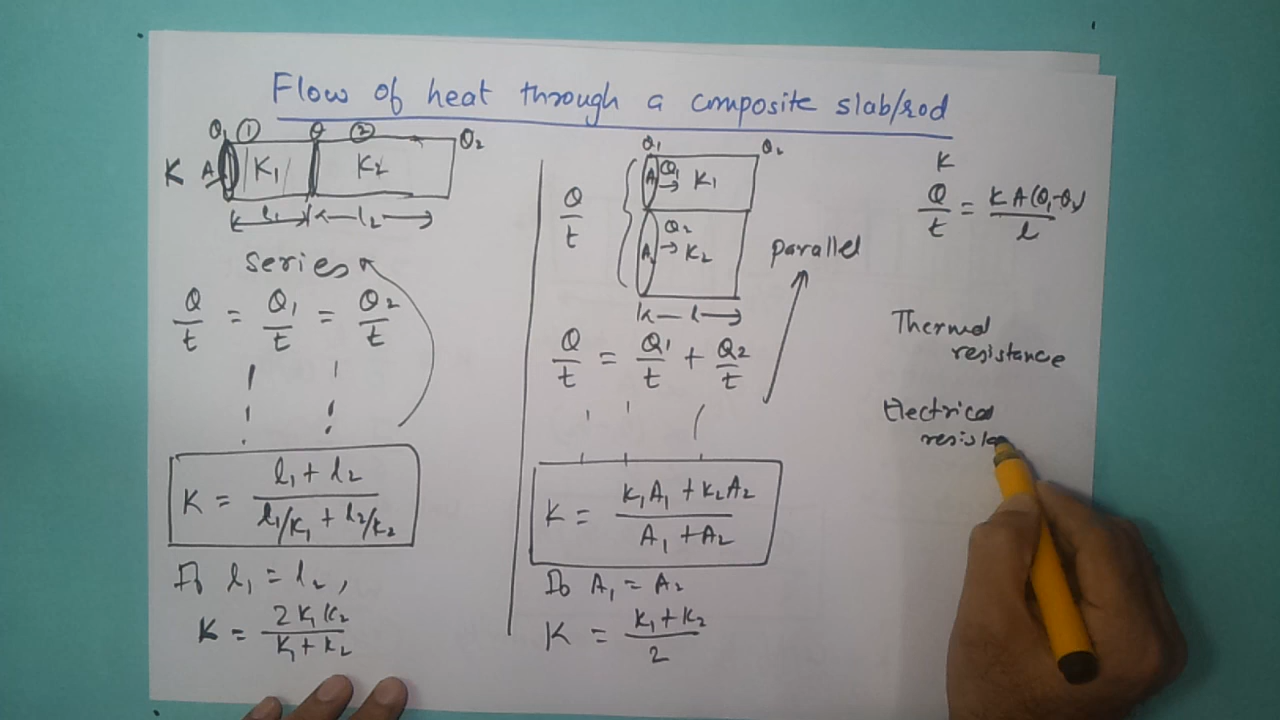 Flow of heat through a composite slab/rod
θ₁ ① θ ② θ₂
K A K₁ K₂
l₁ l₂
series
Q/t = Q₁/t = Q₂/t
K = (l₁ + l₂)/(l₁/K₁ + l₂/K₂)
If l₁ = l₂,
K = 2K₁K₂/(K₁ + K₂)
θ₁ θ₂
A Q₁ → K₁
Q/t
A Q₂ → K₂
l
parallel
Q/t = Q₁/t + Q₂/t
K = (K₁A₁ + K₂A₂)/(A₁ + A₂)
If A₁ = A₂
K = (K₁ + K₂)/2
K
Q/t = KA(θ₁-θ₂)/l
Thermal
resistance
Electrical